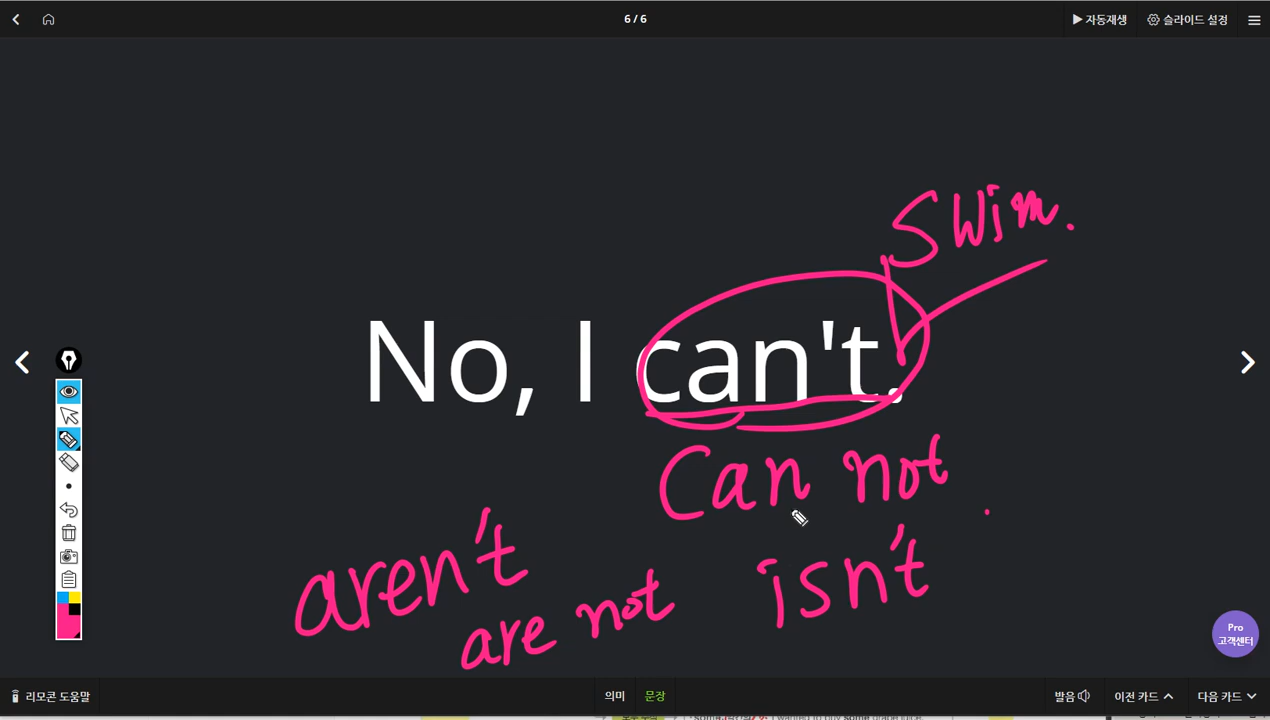 6 / 6
자동재생
슬라이드 설정
swim.
No, I can't.
Can not
aren't
isn't
are not
Pro
고객센터
리모콘 도움말
의미
문장
발음
이전 카드
다음 카드